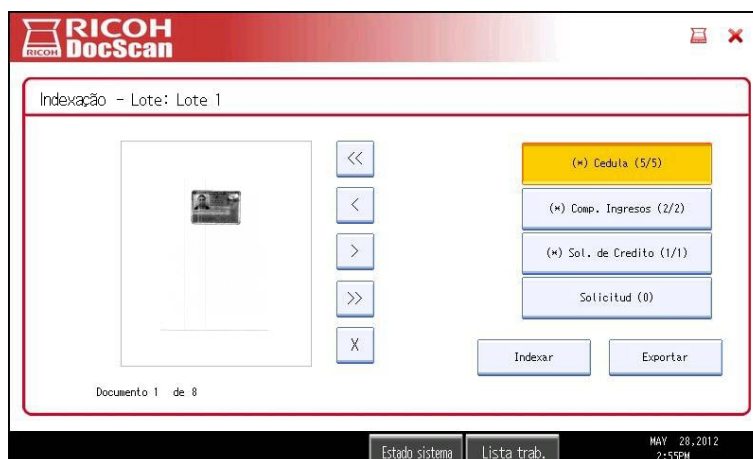 RICOH
RICOH DocScan
Indexação - Lote: Lote 1
<<
<
>
>>
X
Documento 1 de 8
(*) Cedula (5/5)
(*) Comp. Ingresos (2/2)
(*) Sol. de Credito (1/1)
Solicitud (0)
Indexar
Exportar
Estado sistema
Lista trab.
MAY 28,2012
2:55PM